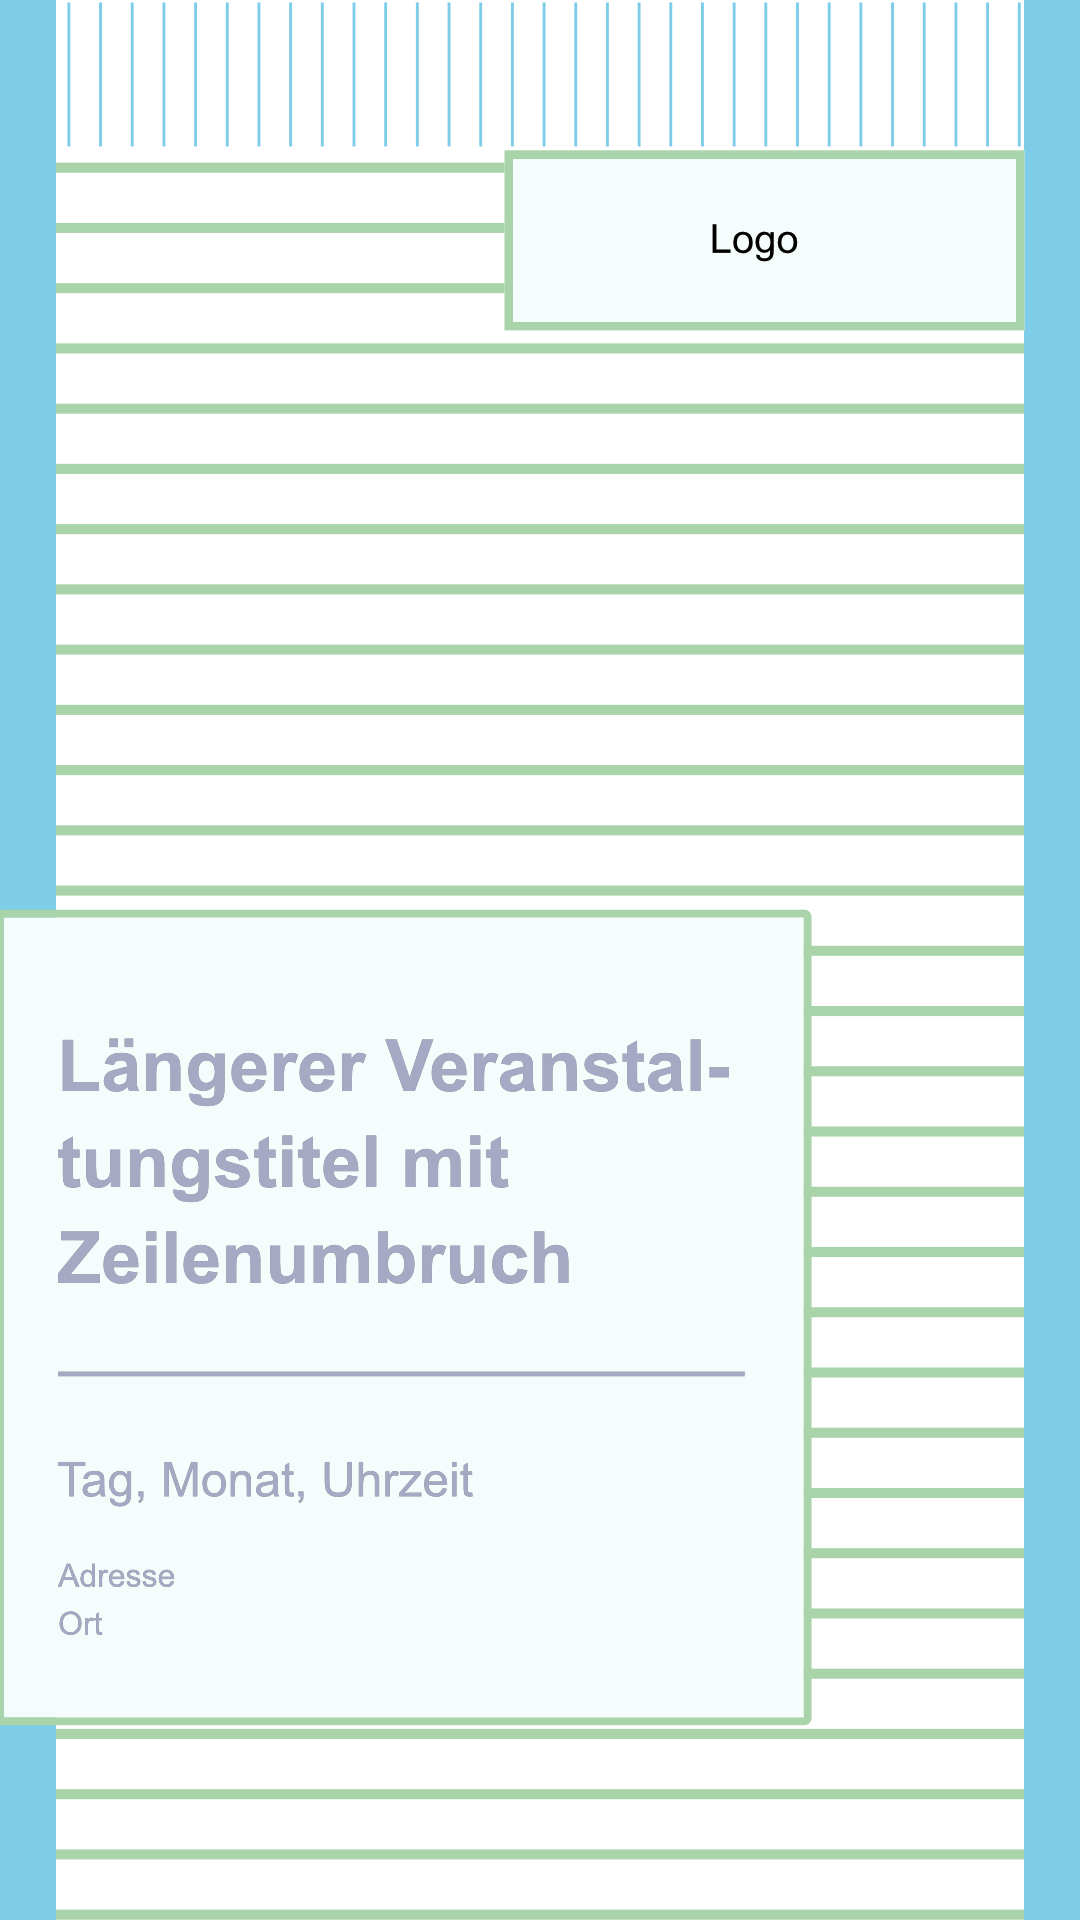 Logo
Längerer Veranstal-
tungstitel mit
Zeilenumbruch
Tag, Monat, Uhrzeit
Adresse
Ort